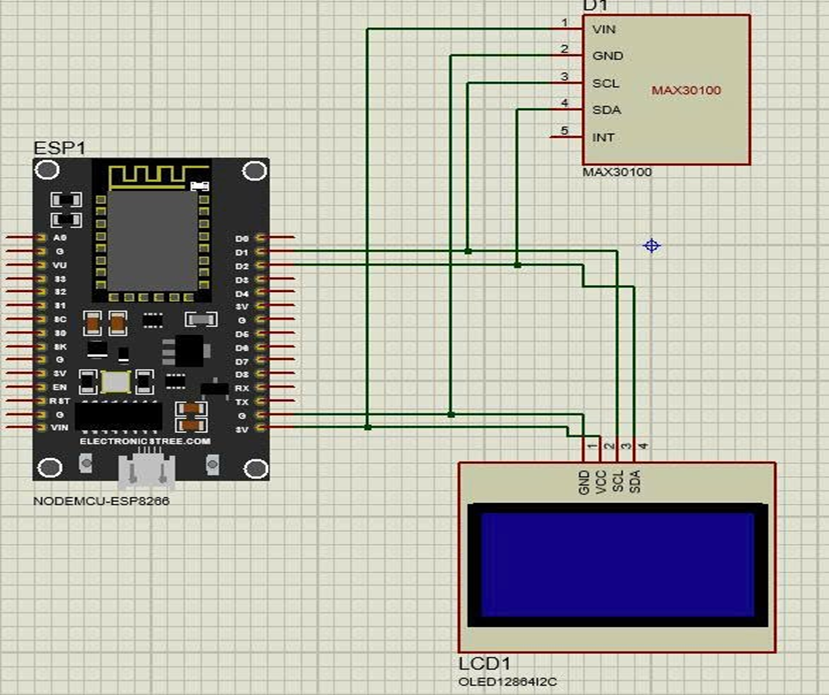 D1
1 VIN
2 GND
3 SCL
4 SDA
5 INT
MAX30100
MAX30100
ESP1
A0 D0
G D1
VU D2
S3 D3
S2 D4
S1 3V
SC G
S0 D5
SK D6
G D7
3V D8
EN RX
RST TX
G G
VIN 3V
ELECTRONICSTREE.COM
NODEMCU-ESP8266
1 2 3 4
GND VCC SCL SDA
LCD1
OLED12864I2C